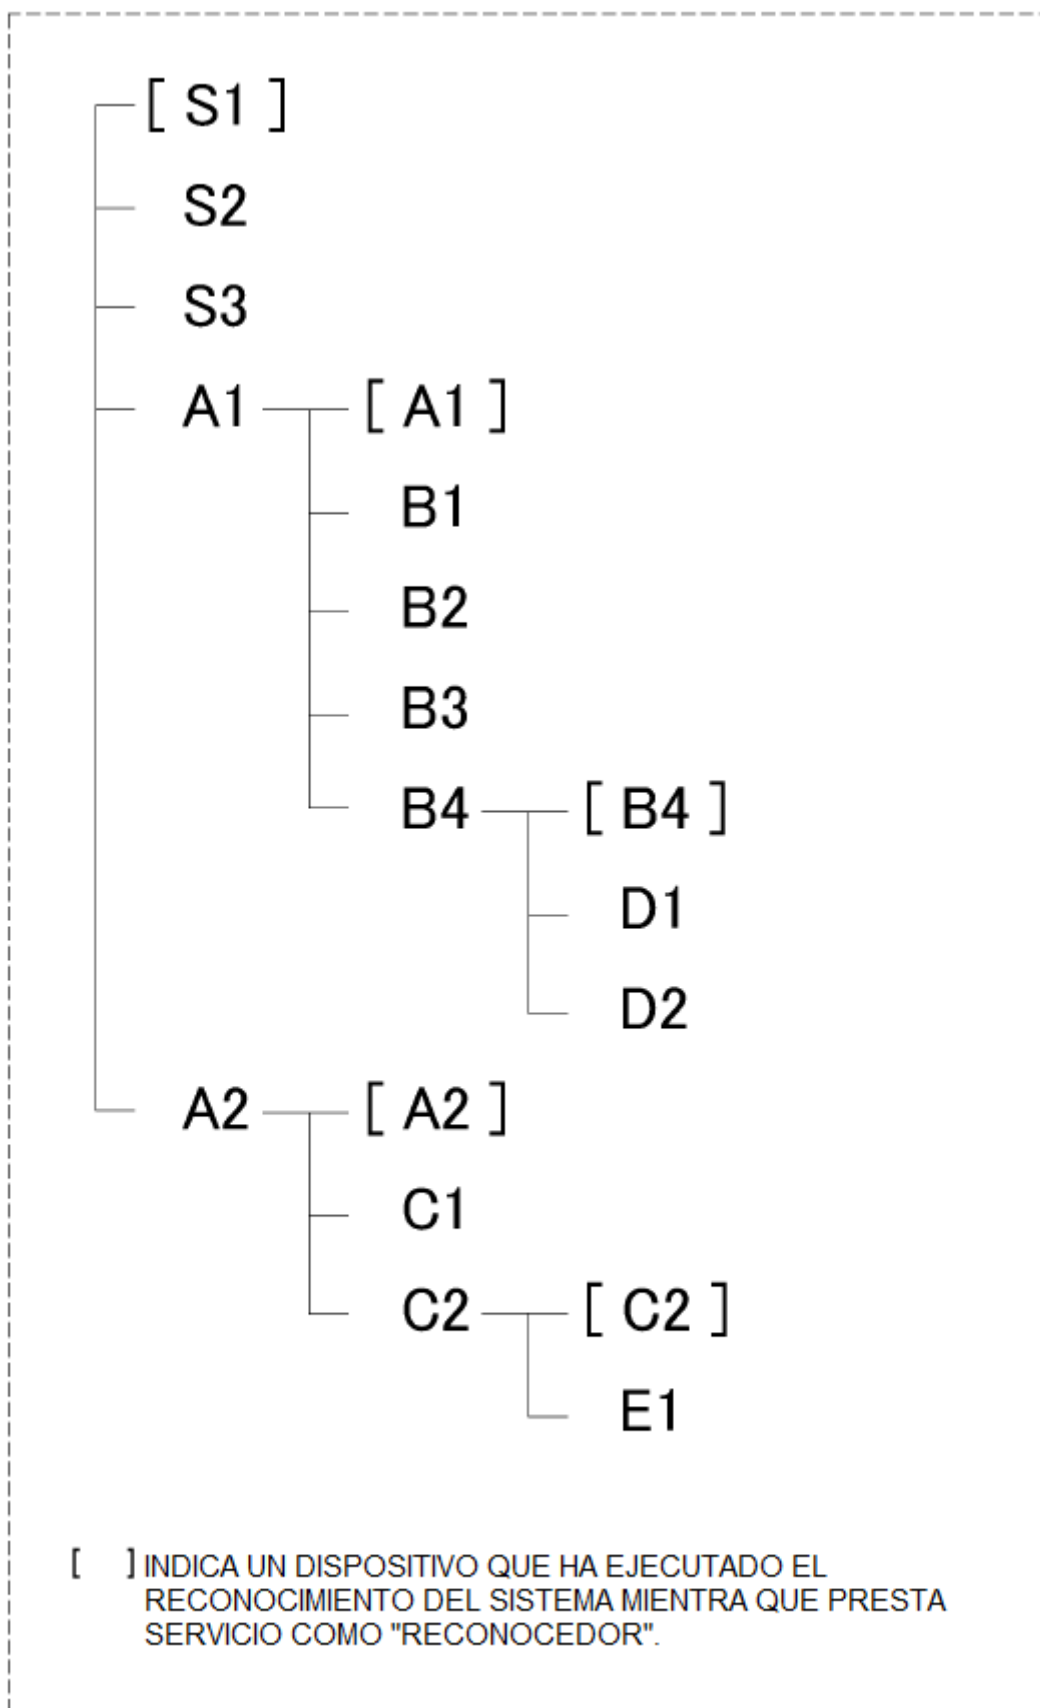 [ S1 ]
S2
S3
A1 [ A1 ]
B1
B2
B3
B4 [ B4 ]
D1
D2
A2 [ A2 ]
C1
C2 [ C2 ]
E1
[ ] INDICA UN DISPOSITIVO QUE HA EJECUTADO EL
RECONOCIMIENTO DEL SISTEMA MIENTRA QUE PRESTA
SERVICIO COMO "RECONOCEDOR".